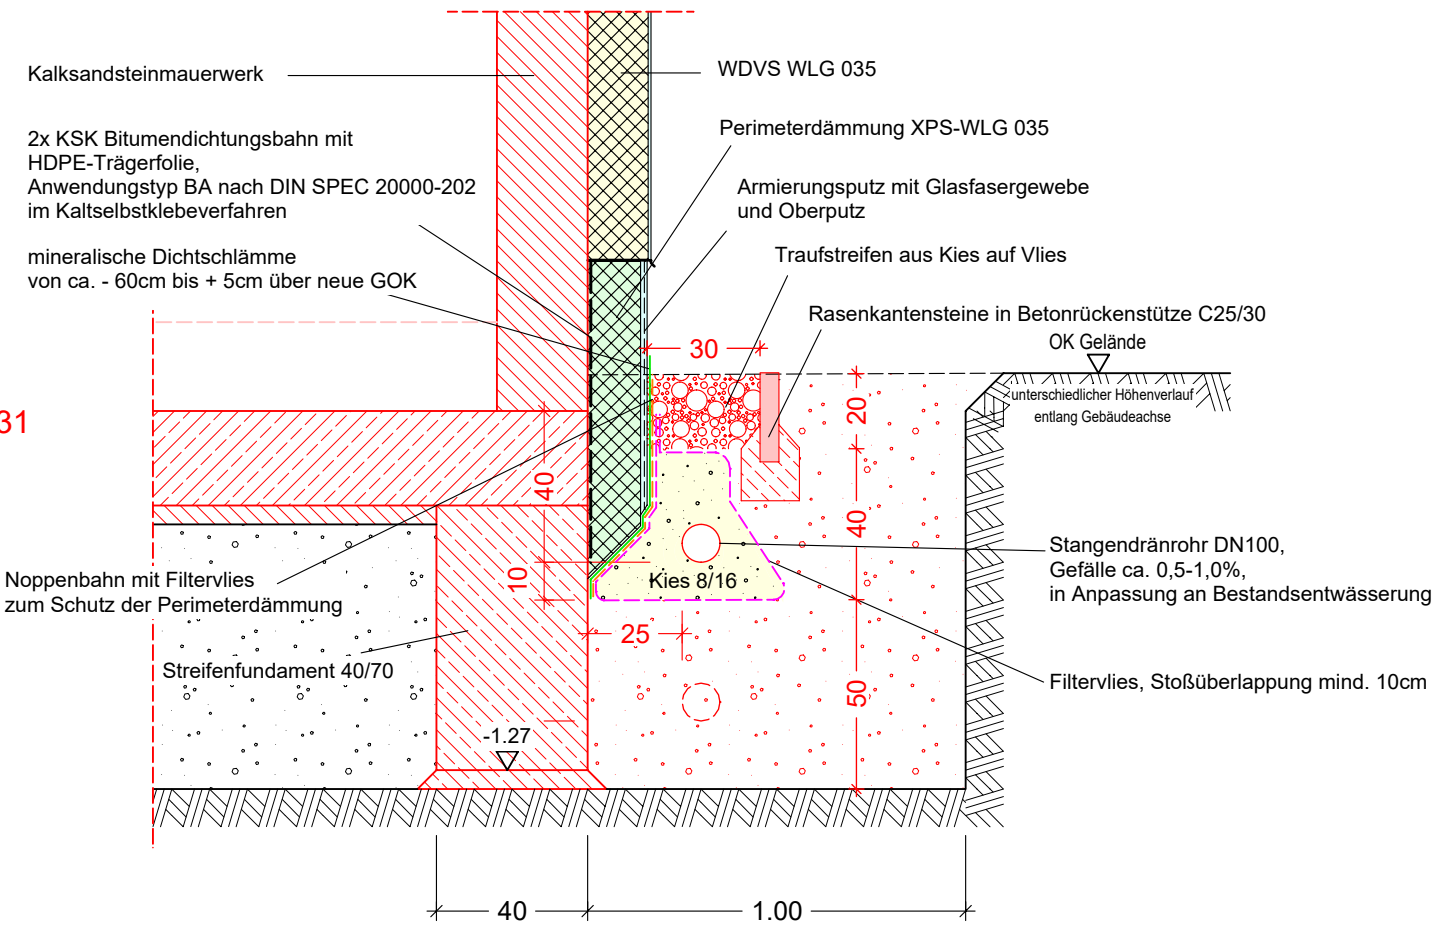 Kalksandsteinmauerwerk
WDVS WLG 035
2x KSK Bitumendichtungsbahn mit
HDPE-Trägerfolie,
Anwendungstyp BA nach DIN SPEC 20000-202
im Kaltselbstklebeverfahren
Perimeterdämmung XPS-WLG 035
Armierungsputz mit Glasfasergewebe
und Oberputz
mineralische Dichtschlämme
von ca. - 60cm bis + 5cm über neue GOK
Traufstreifen aus Kies auf Vlies
Rasenkantensteine in Betonrückenstütze C25/30
OK Gelände
30
unterschiedlicher Höhenverlauf
entlang Gebäudeachse
31
20
40
40
10
Kies 8/16
Stangendränrohr DN100,
Gefälle ca. 0,5-1,0%,
in Anpassung an Bestandsentwässerung
Noppenbahn mit Filtervlies
zum Schutz der Perimeterdämmung
25
Streifenfundament 40/70
Filtervlies, Stoßüberlappung mind. 10cm
50
-1.27
40
1.00